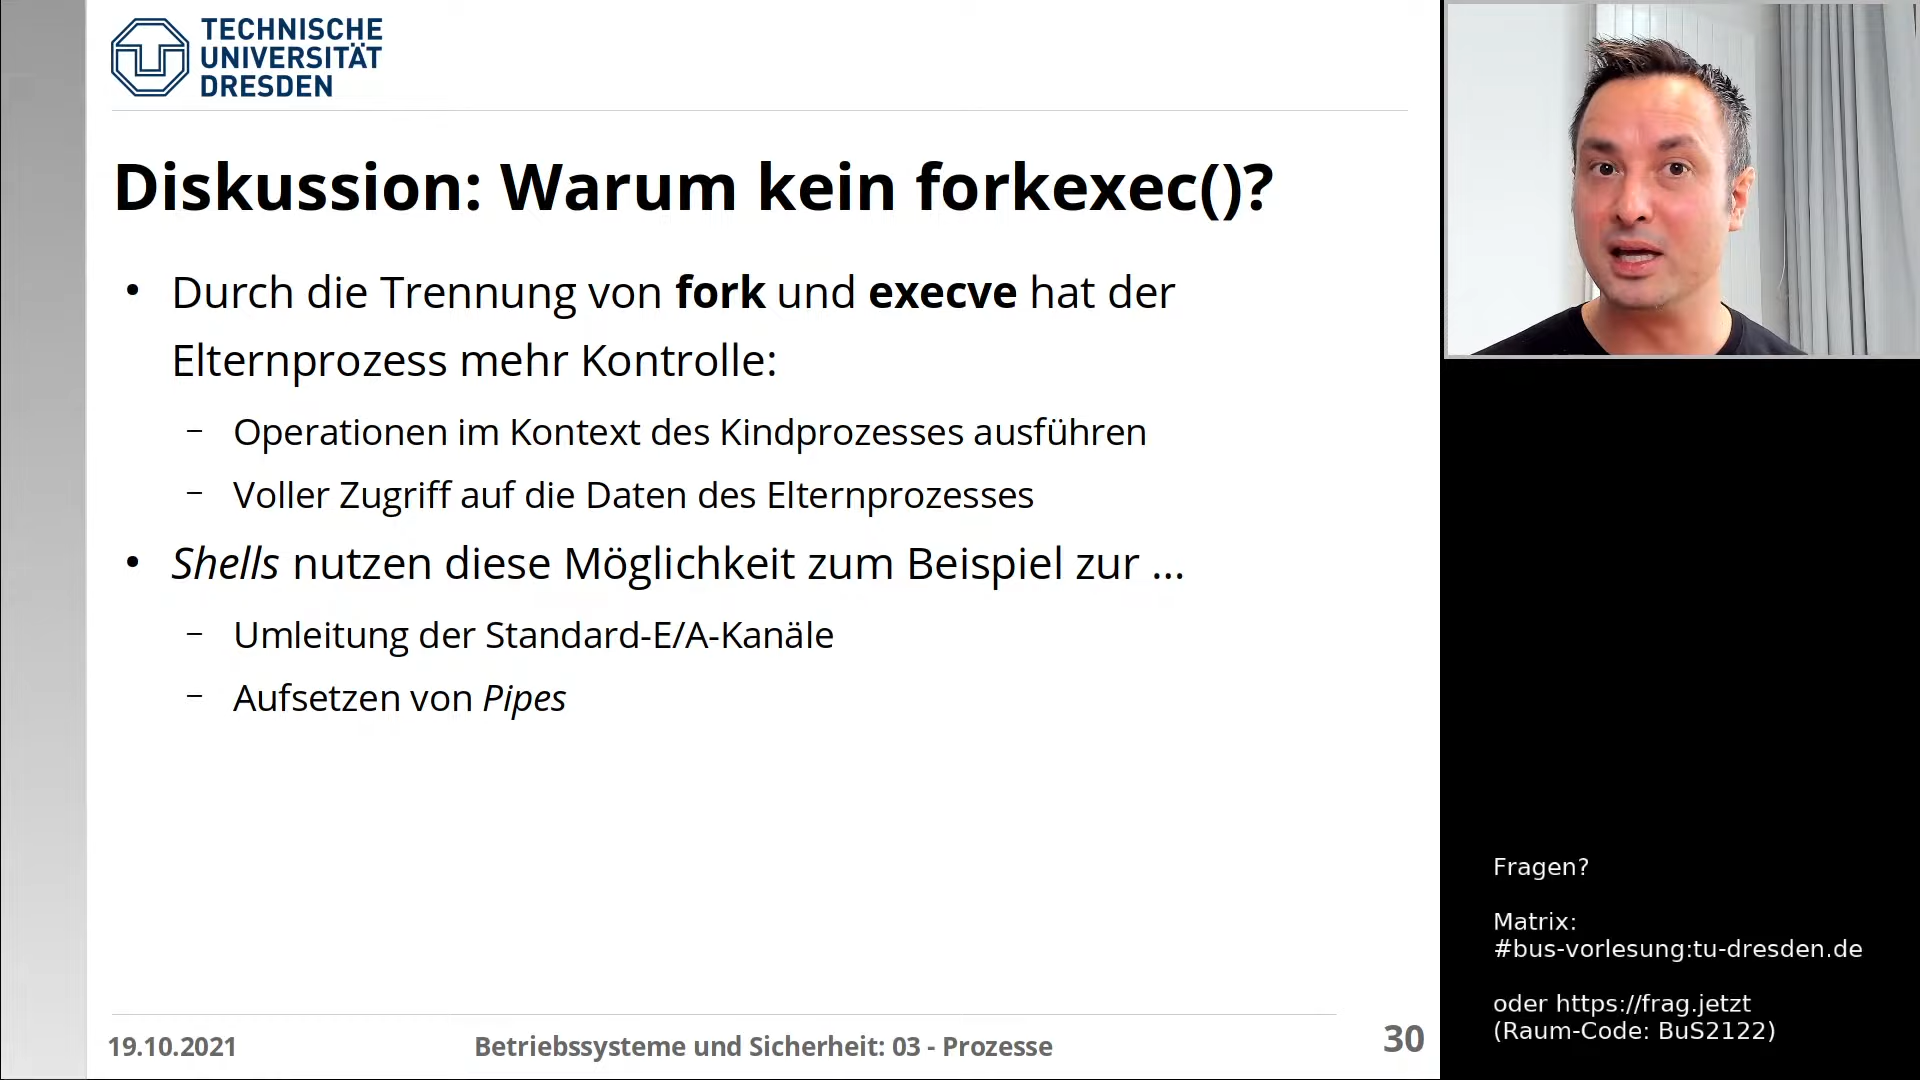 TECHNISCHE
UNIVERSITÄT
DRESDEN
Diskussion: Warum kein forkexec()?
• Durch die Trennung von fork und execve hat der
Elternprozess mehr Kontrolle:
– Operationen im Kontext des Kindprozesses ausführen
– Voller Zugriff auf die Daten des Elternprozesses
• Shells nutzen diese Möglichkeit zum Beispiel zur ...
– Umleitung der Standard-E/A-Kanäle
– Aufsetzen von Pipes
19.10.2021
Betriebssysteme und Sicherheit: 03 - Prozesse
30
Fragen?
Matrix:
#bus-vorlesung:tu-dresden.de
oder https://frag.jetzt
(Raum-Code: BuS2122)